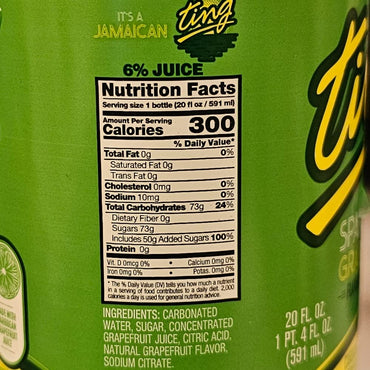 IT'S A
JAMAICAN
ting
6% JUICE
Nutrition Facts
Serving size 1 bottle (20 fl oz / 591 ml)
Amount Per Serving
Calories 300
% Daily Value*
Total Fat 0g 0%
Saturated Fat 0g
Trans Fat 0g
Cholesterol 0mg 0%
Sodium 10mg 0%
Total Carbohydrates 73g 24%
Dietary Fiber 0g
Sugars 73g
Includes 50g Added Sugars 100%
Protein 0g
Vit. D 0mcg 0% • Calcium 0mg 0%
Iron 0mg 0% • Potas. 0mg 0%
* The % Daily Value (DV) tells you how much a nutrient
in a serving of food contributes to a daily diet. 2,000
calories a day is used for general nutrition advice.
INGREDIENTS: CARBONATED
WATER, SUGAR, CONCENTRATED
GRAPEFRUIT JUICE, CITRIC ACID,
NATURAL GRAPEFRUIT FLAVOR,
SODIUM CITRATE.
20 FL. OZ.
1 PT. 4 FL. OZ.
(591 mL)